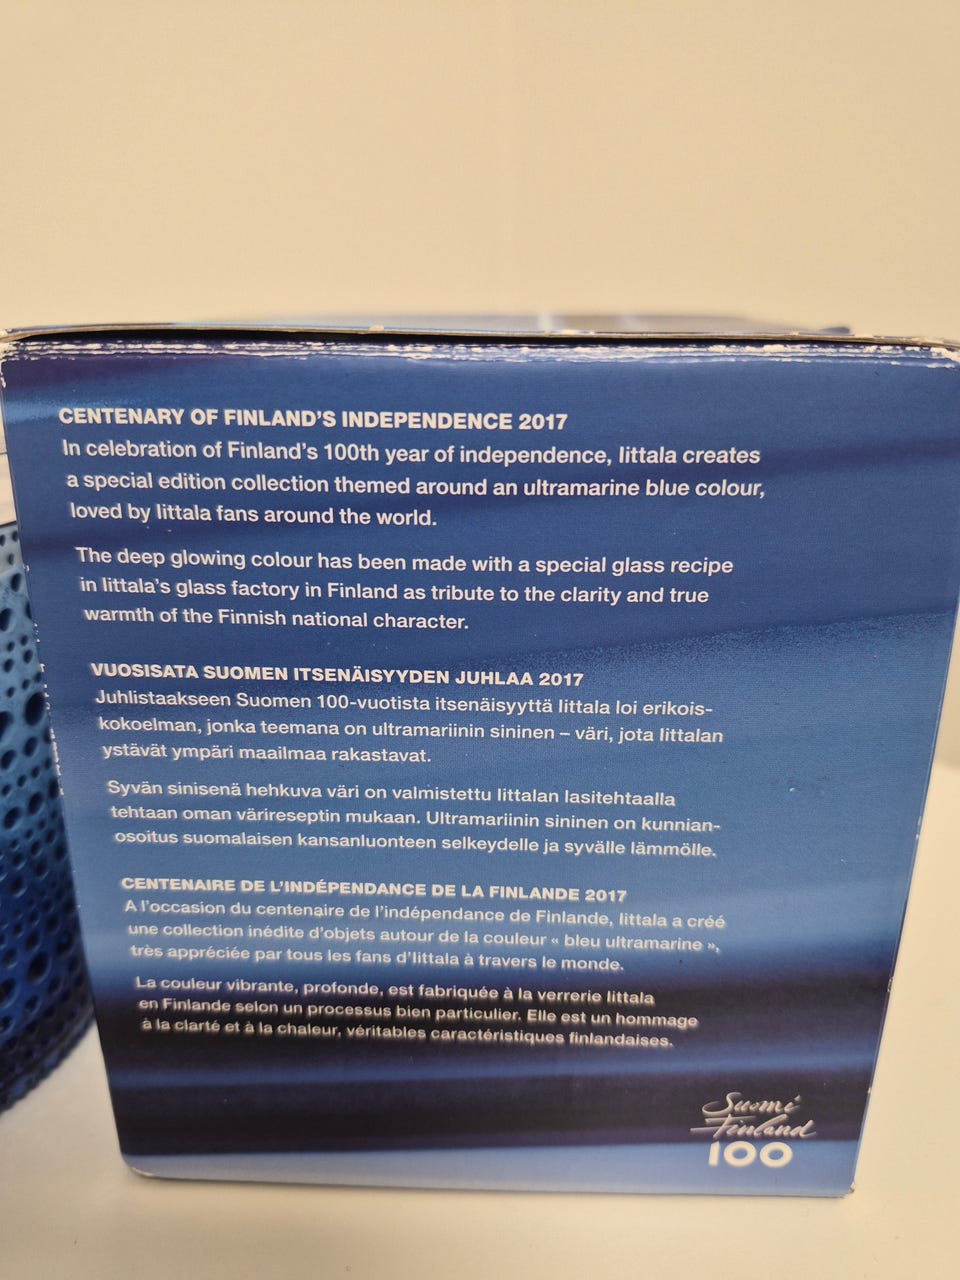 CENTENARY OF FINLAND'S INDEPENDENCE 2017
In celebration of Finland's 100th year of independence, Iittala creates
a special edition collection themed around an ultramarine blue colour,
loved by Iittala fans around the world.
The deep glowing colour has been made with a special glass recipe
in Iittala's glass factory in Finland as tribute to the clarity and true
warmth of the Finnish national character.
VUOSISATA SUOMEN ITSENÄISYYDEN JUHLAA 2017
Juhlistaakseen Suomen 100-vuotista itsenäisyyttä Iittala loi erikois-
kokoelman, jonka teemana on ultramariinin sininen – väri, jota Iittalan
ystävät ympäri maailmaa rakastavat.
Syvän sinisenä hehkuva väri on valmistettu Iittalan lasitehtaalla
tehtaan oman värireseptin mukaan. Ultramariinin sininen on kunnian-
osoitus suomalaisen kansanluonteen selkeydelle ja syvälle lämmölle.
CENTENAIRE DE L'INDÉPENDANCE DE LA FINLANDE 2017
A l'occasion du centenaire de l'indépendance de Finlande, Iittala a créé
une collection inédite d'objets autour de la couleur « bleu ultramarine »,
très appréciée par tous les fans d'Iittala à travers le monde.
La couleur vibrante, profonde, est fabriquée à la verrerie Iittala
en Finlande selon un processus bien particulier. Elle est un hommage
à la clarté et à la chaleur, véritables caractéristiques finlandaises.
Suomi
Finland
100